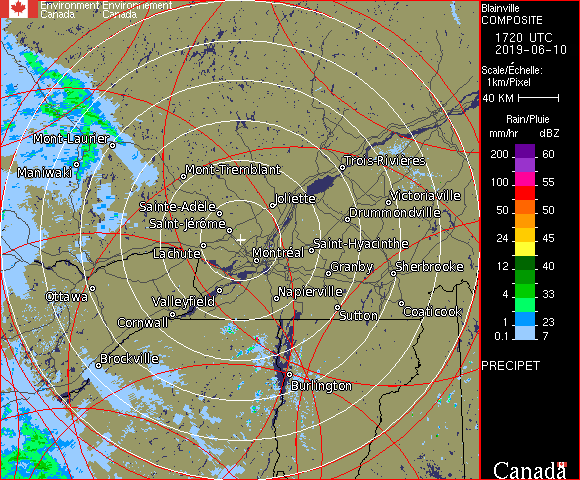 Environment Environnement
Canada Canada
Blainville
COMPOSITE
1720 UTC
2019-06-10
Scale/Échelle:
1km/Pixel
40 KM
Rain/Pluie
mm/hr dBZ
200 60
100 55
50 50
24 45
12 40
4 33
1 23
0.1 7
PRECIPET
Canada
Mont-Laurier
Maniwaki
Mont-Tremblant
Trois-Rivières
Joliette
Victoriaville
Sainte-Adèle
Drummondville
Saint-Jérôme
Saint-Hyacinthe
Lachute
Montréal
Granby
Sherbrooke
Ottawa
Valleyfield
Napierville
Coaticook
Cornwall
Sutton
Brockville
Burlington